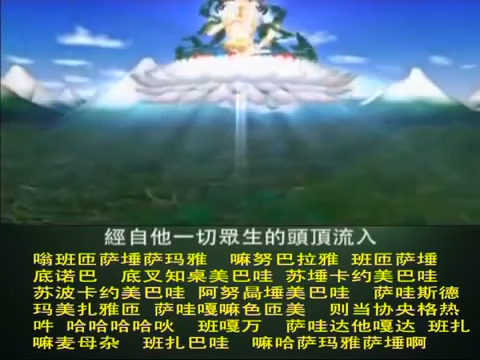 經自他一切眾生的頭頂流入
嗡班匝萨埵萨玛雅 嘛努巴拉雅 班匝萨埵
底诺巴 底叉知桌美巴哇 苏埵卡约美巴哇
苏波卡约美巴哇 阿努晸埵美巴哇 萨哇斯德
玛美扎雅匝 萨哇嘎嘛色匝美 则当协央格热
吽 哈哈哈哈伙 班嘎万 萨哇达他嘎达 班扎
嘛麦母杂 班扎巴哇 嘛哈萨玛雅萨埵啊